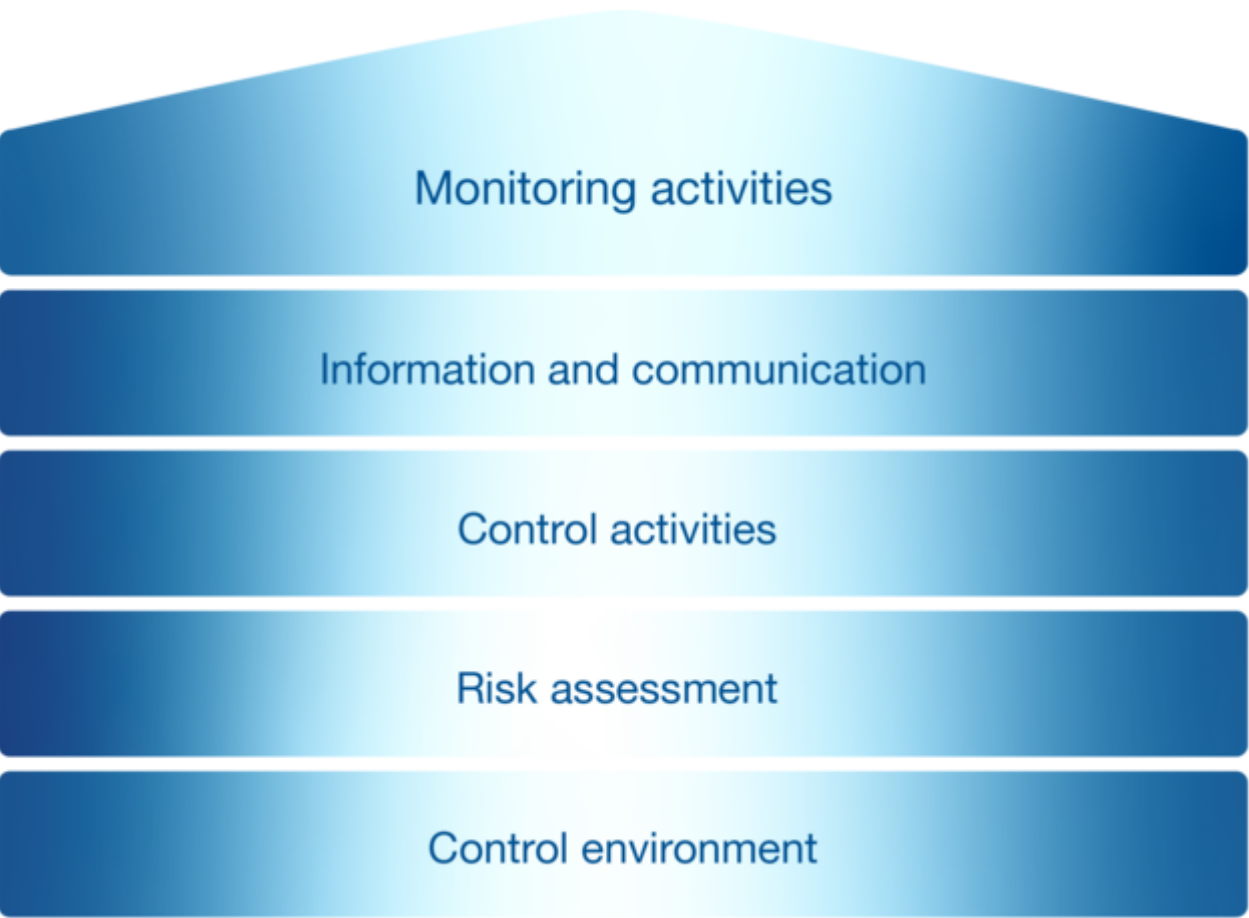 Monitoring activities
Information and communication
Control activities
Risk assessment
Control environment